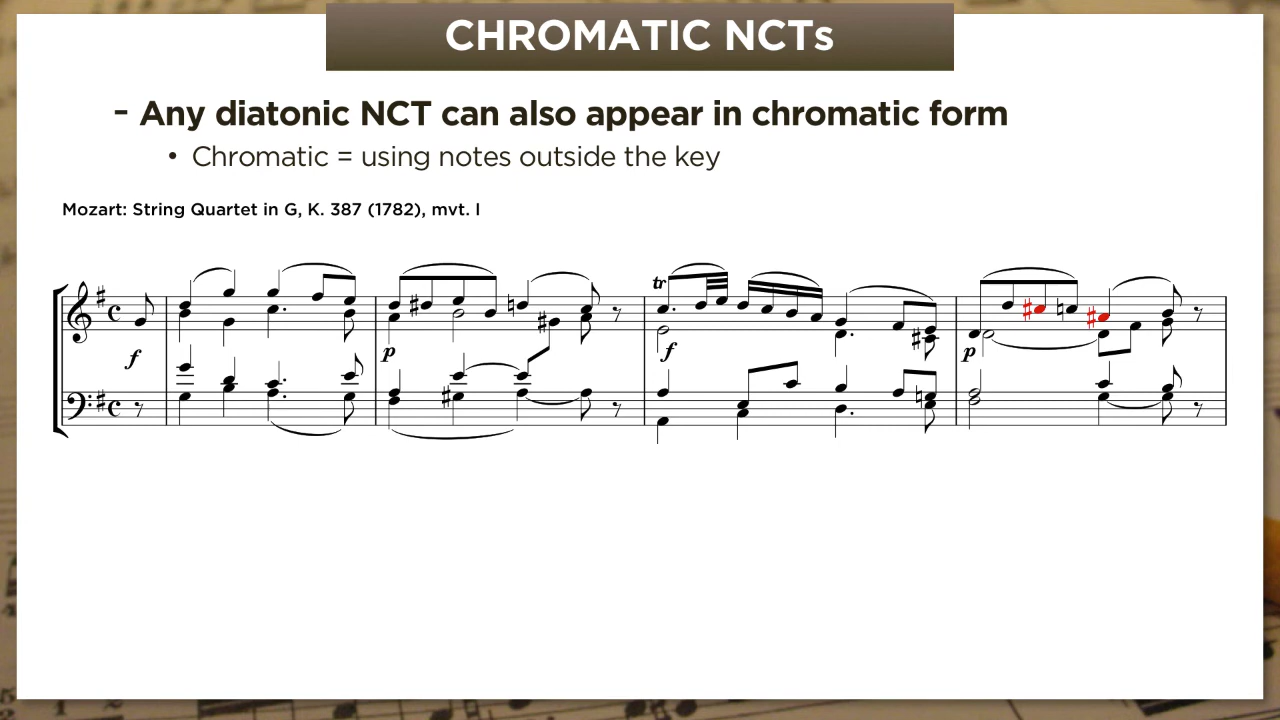 CHROMATIC NCTs
- Any diatonic NCT can also appear in chromatic form
• Chromatic = using notes outside the key
Mozart: String Quartet in G, K. 387 (1782), mvt. I
tr
f p f p